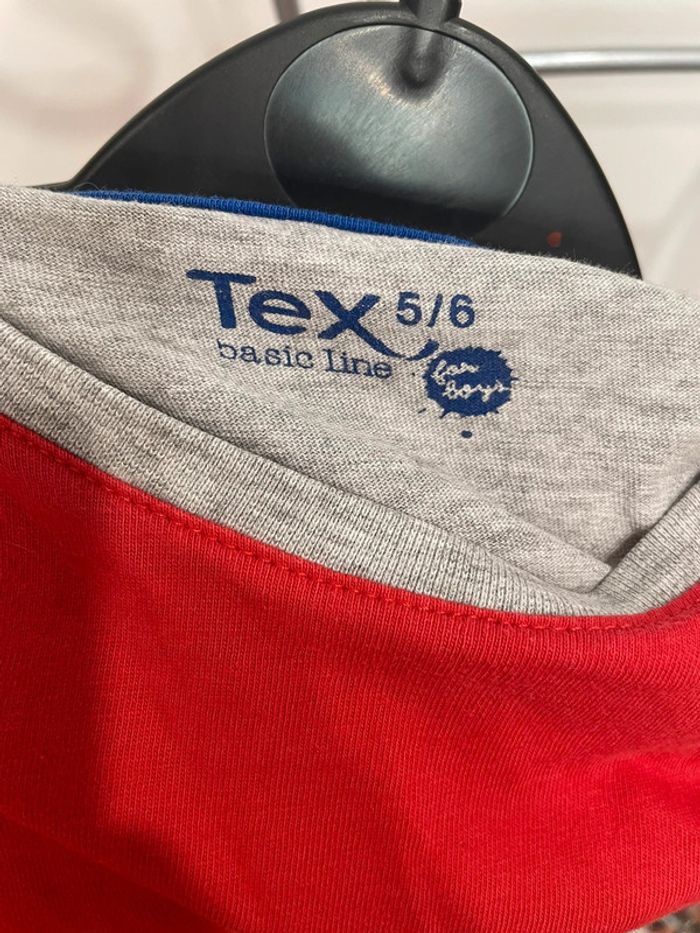 Tex 5/6
basic line
for
boys